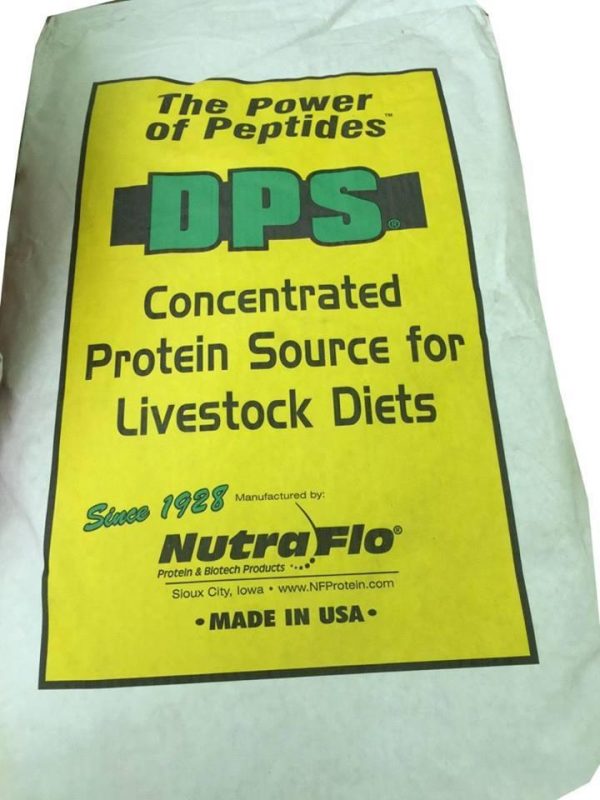 The Power
of Peptides™
DPS®
Concentrated
Protein Source for
Livestock Diets
Since 1928
Manufactured by:
NutraFlo®
Protein & Biotech Products
Sioux City, Iowa • www.NFProtein.com
• MADE IN USA •